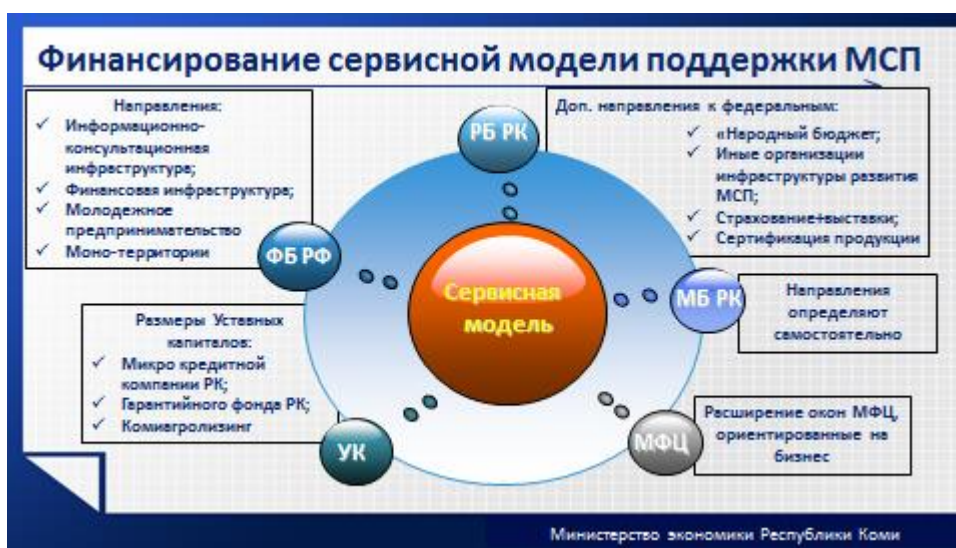 Финансирование сервисной модели поддержки МСП
Направления:
✓ Информационно-
консультационная
инфраструктура;
✓ Финансовая инфраструктура;
✓ Молодежное
предпринимательство
✓ Моно-территории
РБ РК
Доп. направления к федеральным:
✓ «Народный бюджет;
✓ Иные организации
инфраструктуры развития
МСП;
✓ Страхование+выставки;
✓ Сертификация продукции
ФБ РФ
Сервисная
модель
МБ РК
Направления
определяют
самостоятельно
Размеры Уставных
капиталов:
✓ Микро кредитной
компании РК;
✓ Гарантийного фонда РК;
✓ Комиагролизинг
УК
МФЦ
Расширение окон МФЦ,
ориентированные на
бизнес
Министерство экономики Республики Коми